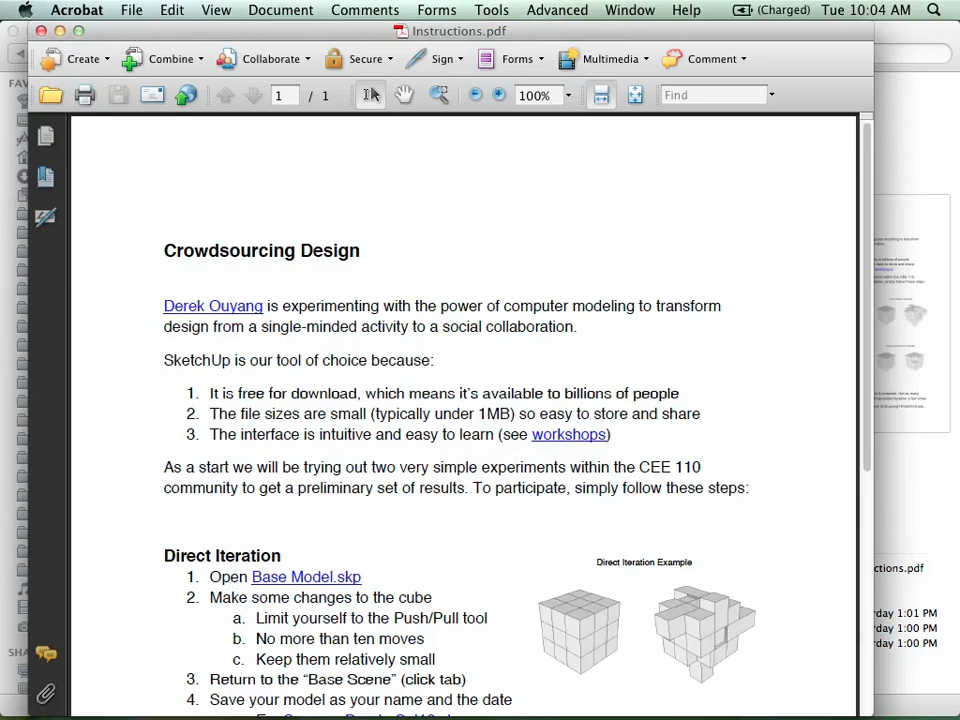 Acrobat File Edit View Document Comments Forms Tools Advanced Window Help (Charged) Tue 10:04 AM
Instructions.pdf
Create Combine Collaborate Secure Sign Forms Multimedia Comment
1 / 1 100% Find
FAV
Crowdsourcing Design
Derek Ouyang is experimenting with the power of computer modeling to transform
design from a single-minded activity to a social collaboration.
SketchUp is our tool of choice because:
1. It is free for download, which means it's available to billions of people
2. The file sizes are small (typically under 1MB) so easy to store and share
3. The interface is intuitive and easy to learn (see workshops)
As a start we will be trying out two very simple experiments within the CEE 110
community to get a preliminary set of results. To participate, simply follow these steps:
Direct Iteration
Direct Iteration Example
1. Open Base Model.skp
2. Make some changes to the cube
a. Limit yourself to the Push/Pull tool
b. No more than ten moves
c. Keep them relatively small
3. Return to the “Base Scene” (click tab)
4. Save your model as your name and the date
ctions.pdf
rday 1:01 PM
rday 1:00 PM
rday 1:00 PM
SHA